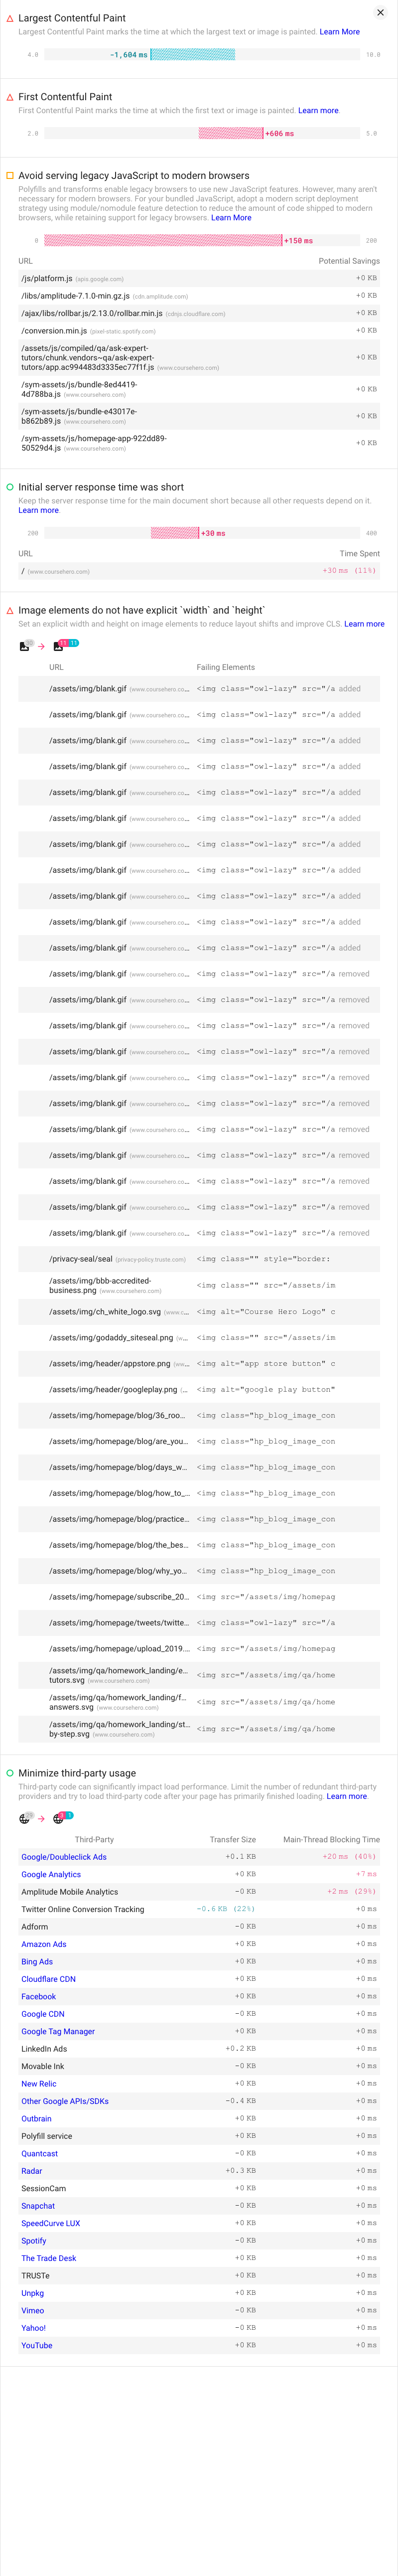 Largest Contentful Paint
Largest Contentful Paint marks the time at which the largest text or image is painted. Learn More
4.0 -1,604 ms 10.0
First Contentful Paint
First Contentful Paint marks the time at which the first text or image is painted. Learn more.
2.0 +606 ms 5.0
Avoid serving legacy JavaScript to modern browsers
Polyfills and transforms enable legacy browsers to use new JavaScript features. However, many aren't
necessary for modern browsers. For your bundled JavaScript, adopt a modern script deployment
strategy using module/nomodule feature detection to reduce the amount of code shipped to modern
browsers, while retaining support for legacy browsers. Learn More
0 +150 ms 200
URL Potential Savings
/js/platform.js (apis.google.com) +0 KB
/libs/amplitude-7.1.0-min.gz.js (cdn.amplitude.com) +0 KB
/ajax/libs/rollbar.js/2.13.0/rollbar.min.js (cdnjs.cloudflare.com) +0 KB
/conversion.min.js (pixel-static.spotify.com) +0 KB
/assets/js/compiled/qa/ask-expert-
tutors/chunk.vendors~qa/ask-expert-
tutors/app.ac994483d3335ec77f1f.js (www.coursehero.com) +0 KB
/sym-assets/js/bundle-8ed4419-
4d788ba.js (www.coursehero.com) +0 KB
/sym-assets/js/bundle-e43017e-
b862b89.js (www.coursehero.com) +0 KB
/sym-assets/js/homepage-app-922dd89-
50529d4.js (www.coursehero.com) +0 KB
Initial server response time was short
Keep the server response time for the main document short because all other requests depend on it.
Learn more.
200 +30 ms 400
URL Time Spent
/ (www.coursehero.com) +30 ms (11%)
Image elements do not have explicit `width` and `height`
Set an explicit width and height on image elements to reduce layout shifts and improve CLS. Learn more
11 11
URL Failing Elements
/assets/img/blank.gif (www.coursehero.co... <img class="owl-lazy" src="/a added
/assets/img/blank.gif (www.coursehero.co... <img class="owl-lazy" src="/a added
/assets/img/blank.gif (www.coursehero.co... <img class="owl-lazy" src="/a added
/assets/img/blank.gif (www.coursehero.co... <img class="owl-lazy" src="/a added
/assets/img/blank.gif (www.coursehero.co... <img class="owl-lazy" src="/a added
/assets/img/blank.gif (www.coursehero.co... <img class="owl-lazy" src="/a added
/assets/img/blank.gif (www.coursehero.co... <img class="owl-lazy" src="/a added
/assets/img/blank.gif (www.coursehero.co... <img class="owl-lazy" src="/a added
/assets/img/blank.gif (www.coursehero.co... <img class="owl-lazy" src="/a added
/assets/img/blank.gif (www.coursehero.co... <img class="owl-lazy" src="/a added
/assets/img/blank.gif (www.coursehero.co... <img class="owl-lazy" src="/a added
/assets/img/blank.gif (www.coursehero.co... <img class="owl-lazy" src="/a removed
/assets/img/blank.gif (www.coursehero.co... <img class="owl-lazy" src="/a removed
/assets/img/blank.gif (www.coursehero.co... <img class="owl-lazy" src="/a removed
/assets/img/blank.gif (www.coursehero.co... <img class="owl-lazy" src="/a removed
/assets/img/blank.gif (www.coursehero.co... <img class="owl-lazy" src="/a removed
/assets/img/blank.gif (www.coursehero.co... <img class="owl-lazy" src="/a removed
/assets/img/blank.gif (www.coursehero.co... <img class="owl-lazy" src="/a removed
/assets/img/blank.gif (www.coursehero.co... <img class="owl-lazy" src="/a removed
/assets/img/blank.gif (www.coursehero.co... <img class="owl-lazy" src="/a removed
/assets/img/blank.gif (www.coursehero.co... <img class="owl-lazy" src="/a removed
/assets/img/blank.gif (www.coursehero.co... <img class="owl-lazy" src="/a removed
/privacy-seal/seal (privacy-policy.truste.com) <img class="" style="border:
/assets/img/bbb-accredited-
business.png (www.coursehero.com) <img class="" src="/assets/im
/assets/img/ch_white_logo.svg (www.c... <img alt="Course Hero Logo" c
/assets/img/godaddy_siteseal.png (w... <img class="" src="/assets/im
/assets/img/header/appstore.png (ww... <img alt="app store button" c
/assets/img/header/googleplay.png (... <img alt="google play button"
/assets/img/homepage/blog/36_roo... <img class="hp_blog_image_con
/assets/img/homepage/blog/are_you... <img class="hp_blog_image_con
/assets/img/homepage/blog/days_w... <img class="hp_blog_image_con
/assets/img/homepage/blog/how_to_... <img class="hp_blog_image_con
/assets/img/homepage/blog/practice... <img class="hp_blog_image_con
/assets/img/homepage/blog/the_bes... <img class="hp_blog_image_con
/assets/img/homepage/blog/why_yo... <img class="hp_blog_image_con
/assets/img/homepage/subscribe_20... <img src="/assets/img/homepag
/assets/img/homepage/tweets/twitte... <img class="owl-lazy" src="/a
/assets/img/homepage/upload_2019.... <img src="/assets/img/homepag
/assets/img/qa/homework_landing/e...
tutors.svg (www.coursehero.com) <img src="/assets/img/qa/home
/assets/img/qa/homework_landing/f...
answers.svg (www.coursehero.com) <img src="/assets/img/qa/home
/assets/img/qa/homework_landing/st...
by-step.svg (www.coursehero.com) <img src="/assets/img/qa/home
Minimize third-party usage
Third-party code can significantly impact load performance. Limit the number of redundant third-party
providers and try to load third-party code after your page has primarily finished loading. Learn more.
Third-Party Transfer Size Main-Thread Blocking Time
Google/Doubleclick Ads +0.1 KB +20 ms (40%)
Google Analytics +0 KB +7 ms
Amplitude Mobile Analytics -0 KB +2 ms (29%)
Twitter Online Conversion Tracking -0.6 KB (22%) +0 ms
Adform -0 KB +0 ms
Amazon Ads +0 KB +0 ms
Bing Ads +0 KB +0 ms
Cloudflare CDN +0 KB +0 ms
Facebook +0 KB +0 ms
Google CDN -0 KB +0 ms
Google Tag Manager +0 KB +0 ms
LinkedIn Ads +0.2 KB +0 ms
Movable Ink -0 KB +0 ms
New Relic +0 KB +0 ms
Other Google APIs/SDKs -0.4 KB +0 ms
Outbrain +0 KB +0 ms
Polyfill service +0 KB +0 ms
Quantcast -0 KB +0 ms
Radar +0.3 KB +0 ms
SessionCam +0 KB +0 ms
Snapchat -0 KB +0 ms
SpeedCurve LUX +0 KB +0 ms
Spotify -0 KB +0 ms
The Trade Desk +0 KB +0 ms
TRUSTe +0 KB +0 ms
Unpkg +0 KB +0 ms
Vimeo -0 KB +0 ms
Yahoo! -0 KB +0 ms
YouTube +0 KB +0 ms